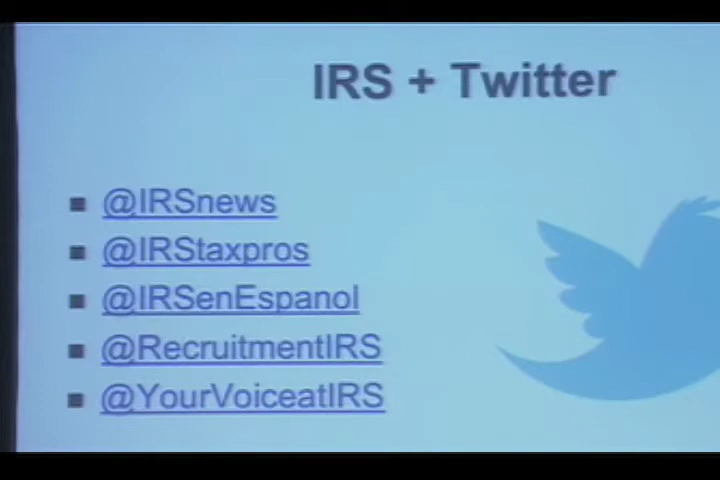 IRS + Twitter
@IRSnews
@IRStaxpros
@IRSenEspanol
@RecruitmentIRS
@YourVoiceatIRS